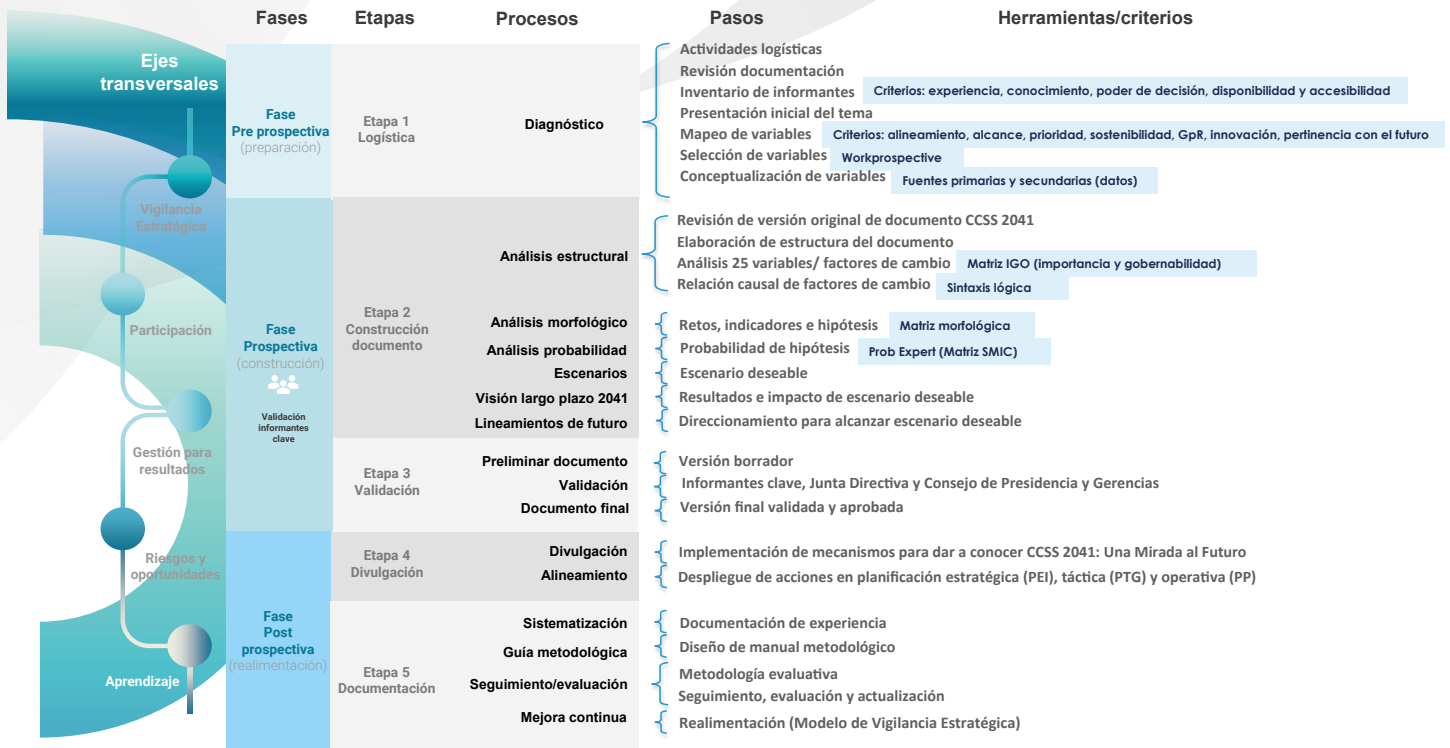 Fases
Etapas
Procesos
Pasos
Herramientas/criterios
Ejes
transversales
Vigilancia
Estratégica
Participación
Gestión para
resultados
Riesgos y
oportunidades
Aprendizaje
Fase
Pre prospectiva
(preparación)
Etapa 1
Logística
Diagnóstico
Actividades logísticas
Revisión documentación
Inventario de informantes Criterios: experiencia, conocimiento, poder de decisión, disponibilidad y accesibilidad
Presentación inicial del tema
Mapeo de variables Criterios: alineamiento, alcance, prioridad, sostenibilidad, GpR, innovación, pertinencia con el futuro
Selección de variables Workprospective
Conceptualización de variables Fuentes primarias y secundarias (datos)
Fase
Prospectiva
(construcción)
Validación
informantes
clave
Etapa 2
Construcción
documento
Análisis estructural
Revisión de versión original de documento CCSS 2041
Elaboración de estructura del documento
Análisis 25 variables/ factores de cambio Matriz IGO (importancia y gobernabilidad)
Relación causal de factores de cambio Sintaxis lógica
Análisis morfológico Retos, indicadores e hipótesis Matriz morfológica
Análisis probabilidad Probabilidad de hipótesis Prob Expert (Matriz SMIC)
Escenarios Escenario deseable
Visión largo plazo 2041 Resultados e impacto de escenario deseable
Lineamientos de futuro Direccionamiento para alcanzar escenario deseable
Etapa 3
Validación
Preliminar documento Versión borrador
Validación Informantes clave, Junta Directiva y Consejo de Presidencia y Gerencias
Documento final Versión final validada y aprobada
Fase
Post
prospectiva
(realimentación)
Etapa 4
Divulgación
Divulgación Implementación de mecanismos para dar a conocer CCSS 2041: Una Mirada al Futuro
Alineamiento Despliegue de acciones en planificación estratégica (PEI), táctica (PTG) y operativa (PP)
Etapa 5
Documentación
Sistematización Documentación de experiencia
Guía metodológica Diseño de manual metodológico
Seguimiento/evaluación
Metodología evaluativa
Seguimiento, evaluación y actualización
Mejora continua Realimentación (Modelo de Vigilancia Estratégica)